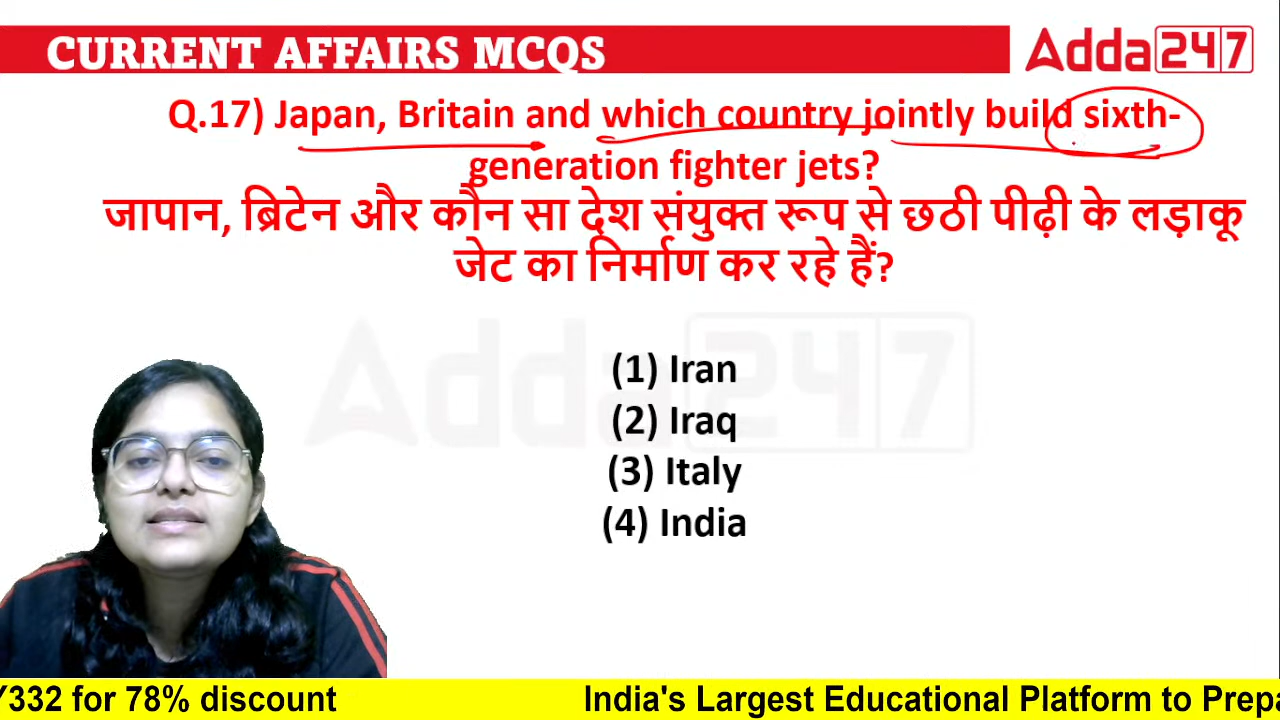 CURRENT AFFAIRS MCQS
Adda247
Q.17) Japan, Britain and which country jointly build sixth-
generation fighter jets?
जापान, ब्रिटेन और कौन सा देश संयुक्त रूप से छठी पीढ़ी के लड़ाकू
जेट का निर्माण कर रहे हैं?
Adda247
(1) Iran
(2) Iraq
(3) Italy
(4) India
Y332 for 78% discount
India's Largest Educational Platform to Prepa